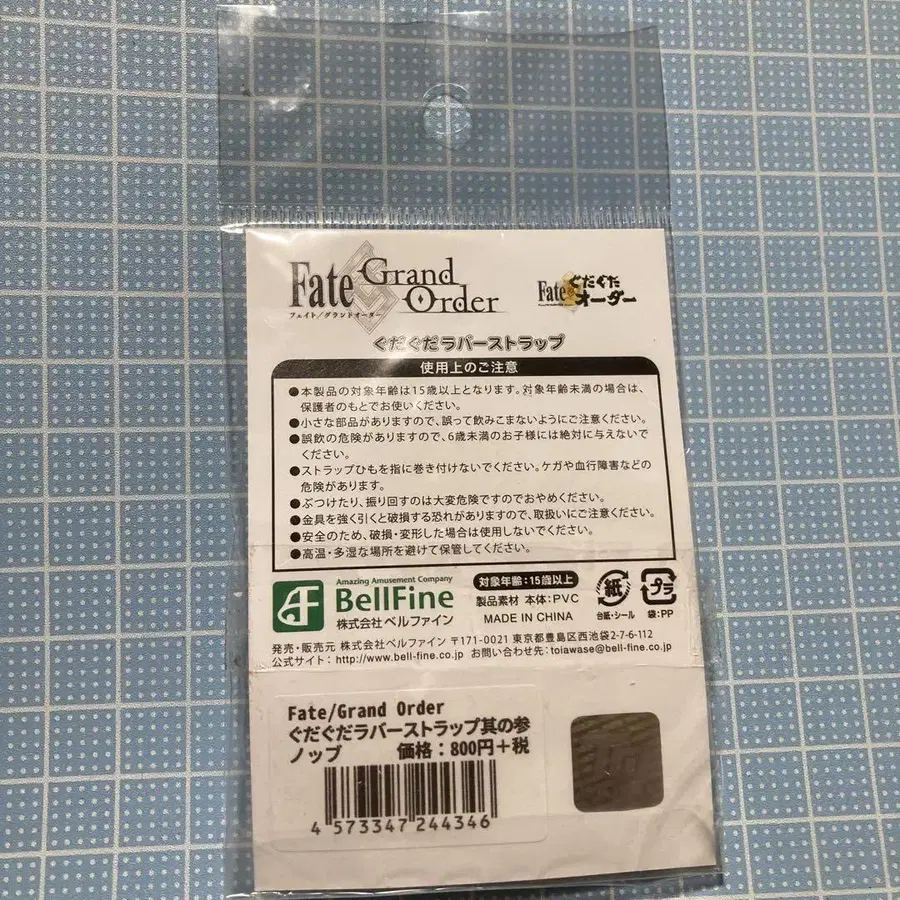 Fate Grand Order
フェイト/グランドオーダー
Fate ぐだぐだオーダー
ぐだぐだラバーストラップ
使用上のご注意
●本製品の対象年齢は15歳以上となります。対象年齢未満の場合は、
保護者のもとでお使いください。
●小さな部品がありますので、誤って飲みこまないようにご注意ください。
●誤飲の危険がありますので、6歳未満のお子様には絶対に与えないで
ください。
●ストラップひもを指に巻き付けないでください。ケガや血行障害などの
危険があります。
●ぶつけたり、振り回すのは大変危険ですのでおやめください。
●金具を強く引くと破損する恐れがありますので、取扱いにご注意ください。
●安全のため、破損・変形した場合は使用しないでください。
●高温・多湿な場所を避けて保管してください。
Amazing Amusement Company
BellFine
株式会社ベルファイン
対象年齢:15歳以上
製品素材 本体:PVC
MADE IN CHINA
紙
台紙・シール
プラ
袋:PP
発売・販売元 株式会社ベルファイン 〒171-0021 東京都豊島区西池袋2-7-6-112
公式サイト:http://www.bell-fine.co.jp お問い合わせ先:toiawase@bell-fine.co.jp
Fate/Grand Order
ぐだぐだラバーストラップ其の参
ノッブ 価格:800円+税
4 573347 244346